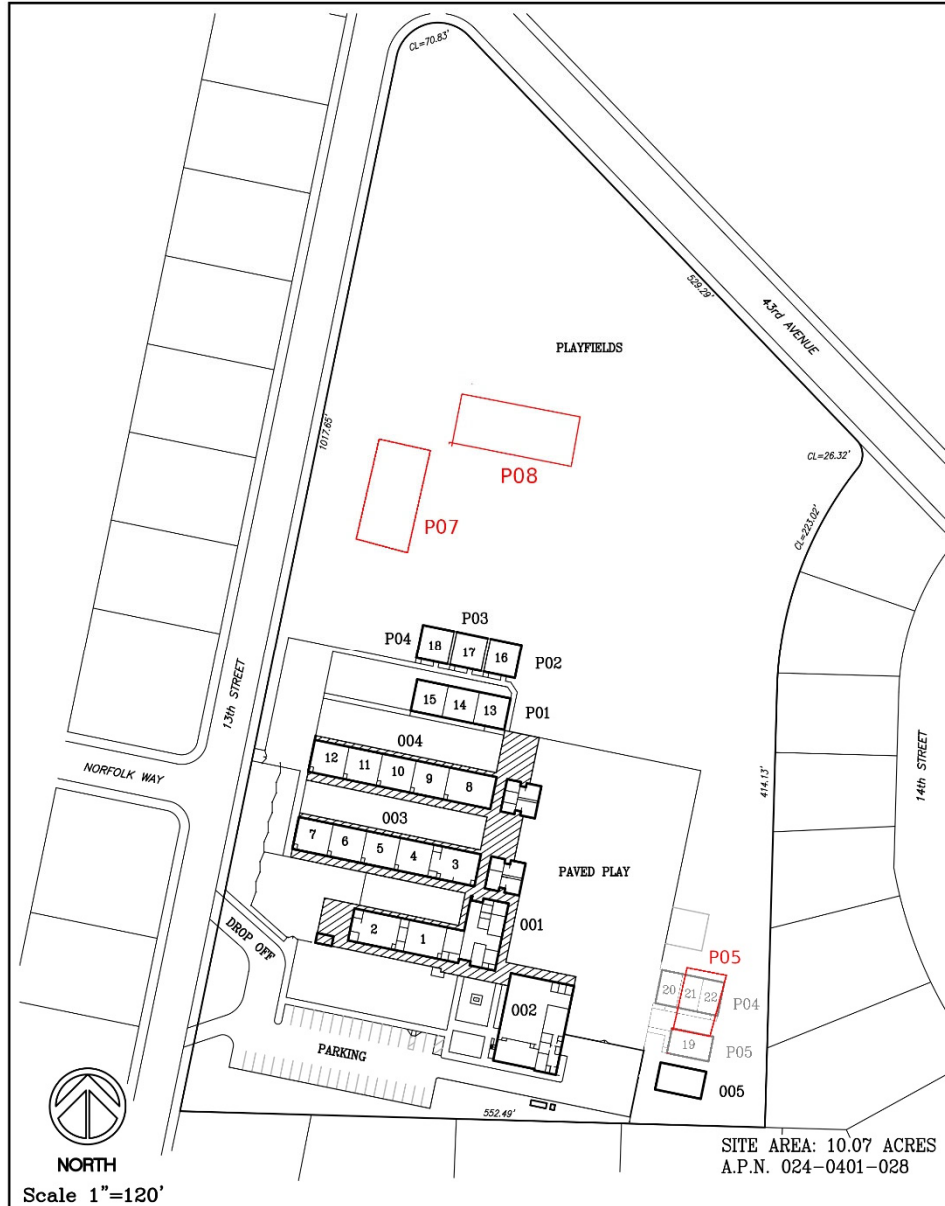 CL=70.83'
529.29'
43rd AVENUE
PLAYFIELDS
1017.65'
P08
CL=26.32'
P07
CL=223.02'
P03
P04
18
17
16
P02
13th STREET
15
14
13
P01
004
12
11
10
9
8
NORFOLK WAY
414.13'
14th STREET
003
7
6
5
4
3
PAVED PLAY
001
2
1
DROP OFF
P05
20
21
22
P04
002
19
P05
PARKING
005
552.49'
NORTH
Scale 1"=120'
SITE AREA: 10.07 ACRES
A.P.N. 024-0401-028